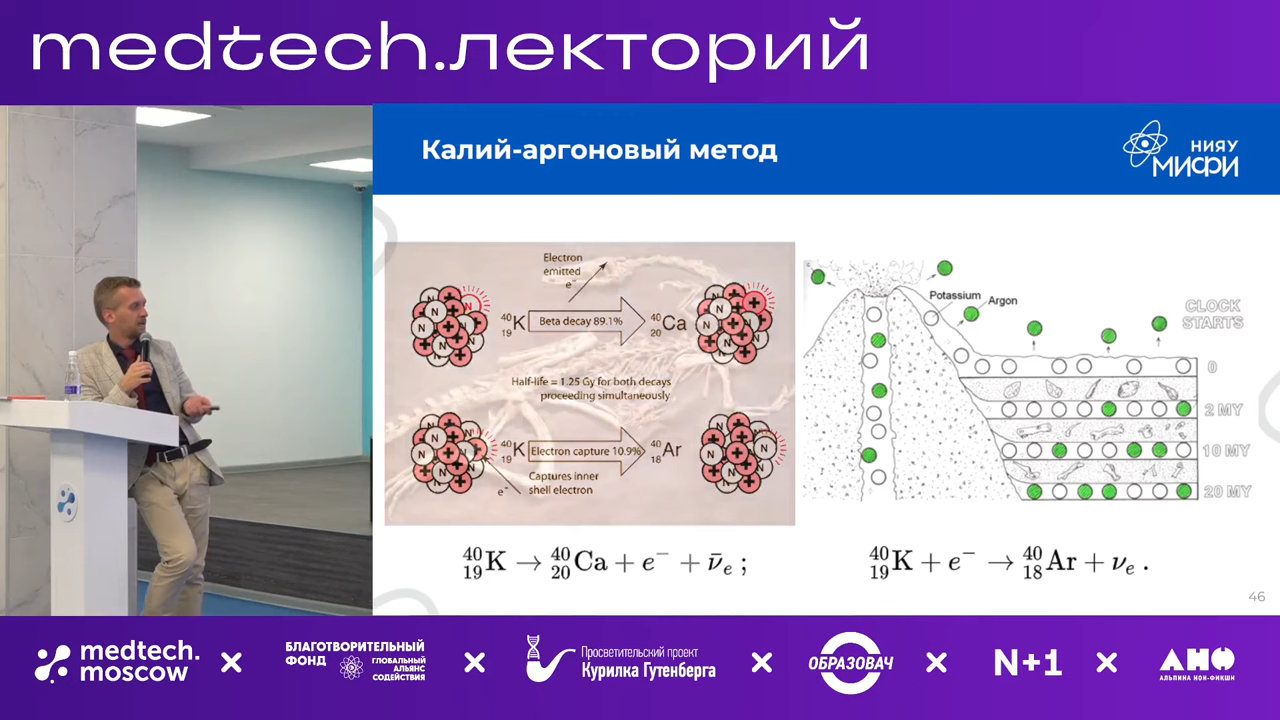 medtech.лекторий
Калий-аргоновый метод
НИЯУ
МИФИ
Electron
emitted
e⁻
N
⁴⁰₁₉K
Beta decay 89.1%
⁴⁰₂₀Ca
Half-life = 1.25 Gy for both decays
proceeding simultaneously
⁴⁰₁₉K
Electron capture 10.9%
⁴⁰₁₈Ar
Captures inner
shell electron
e⁻
Potassium
Argon
CLOCK
STARTS
0
2 MY
10 MY
20 MY
⁴⁰₁₉K → ⁴⁰₂₀Ca + e⁻ + ν̄ₑ ;
⁴⁰₁₉K + e⁻ → ⁴⁰₁₈Ar + νₑ .
46
medtech.
moscow
×
БЛАГОТВОРИТЕЛЬНЫЙ
ФОНД
ГЛОБАЛЬНЫЙ
АЛЬЯНС
СОДЕЙСТВИЯ
×
Просветительский проект
Курилка Гутенберга
×
ОБРАЗОВАЧ
×
N+1
×
АНФ
АЛЬПИНА НОН-ФИКШН